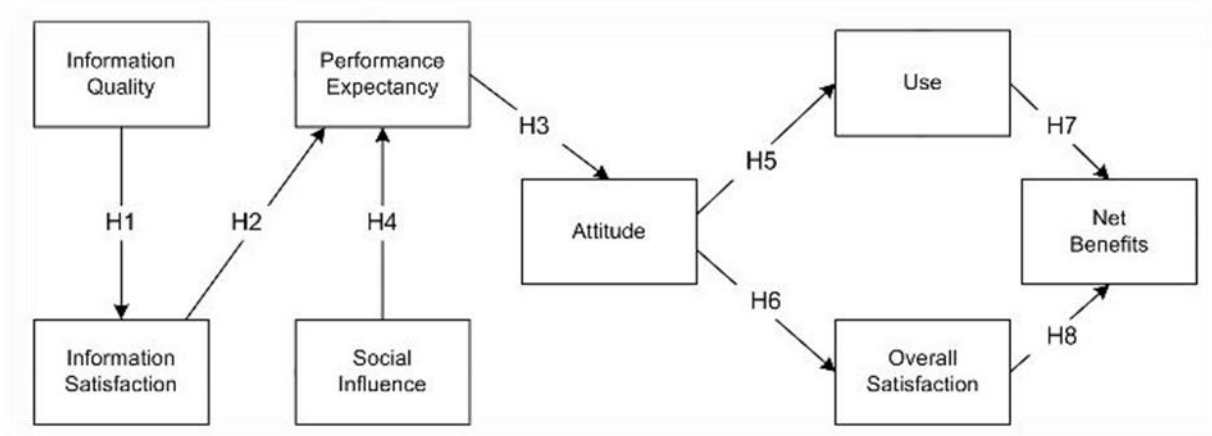 Information
Quality
Performance
Expectancy
Use
H3
H7
H5
H1
H2
H4
Attitude
Net
Benefits
H6
H8
Information
Satisfaction
Social
Influence
Overall
Satisfaction